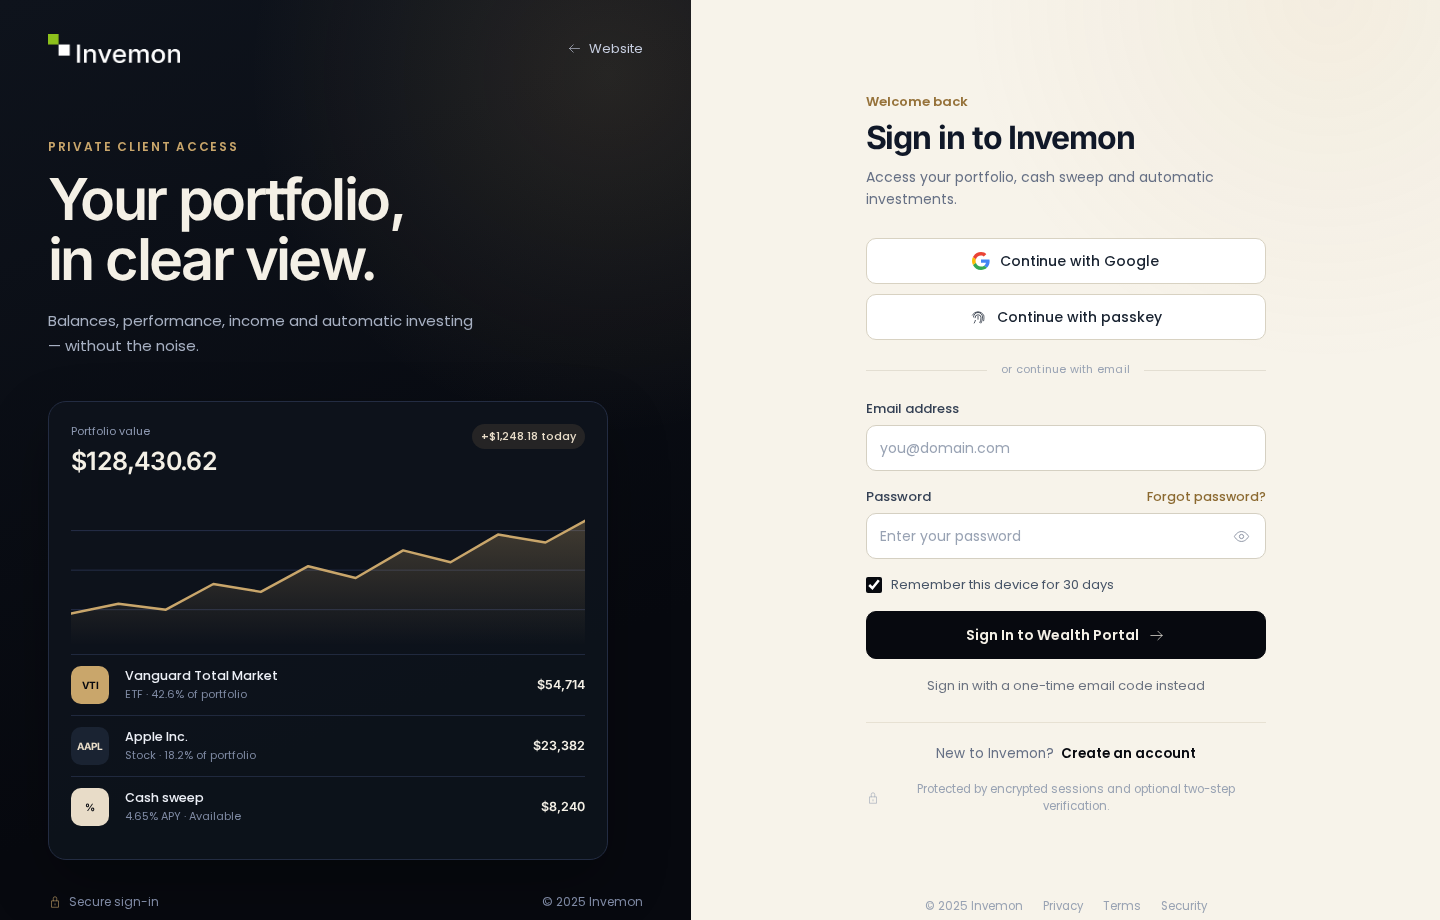 Invemon
Website
PRIVATE CLIENT ACCESS
Your portfolio,
in clear view.
Balances, performance, income and automatic investing
— without the noise.
Portfolio value
+$1,248.18 today
$128,430.62
VTI
Vanguard Total Market
ETF · 42.6% of portfolio
$54,714
AAPL
Apple Inc.
Stock · 18.2% of portfolio
$23,382
%
Cash sweep
4.65% APY · Available
$8,240
Secure sign-in
© 2025 Invemon
Welcome back
Sign in to Invemon
Access your portfolio, cash sweep and automatic
investments.
Continue with Google
Continue with passkey
or continue with email
Email address
you@domain.com
Password
Forgot password?
Enter your password
Remember this device for 30 days
Sign In to Wealth Portal
Sign in with a one-time email code instead
New to Invemon? Create an account
Protected by encrypted sessions and optional two-step
verification.
© 2025 Invemon
Privacy
Terms
Security